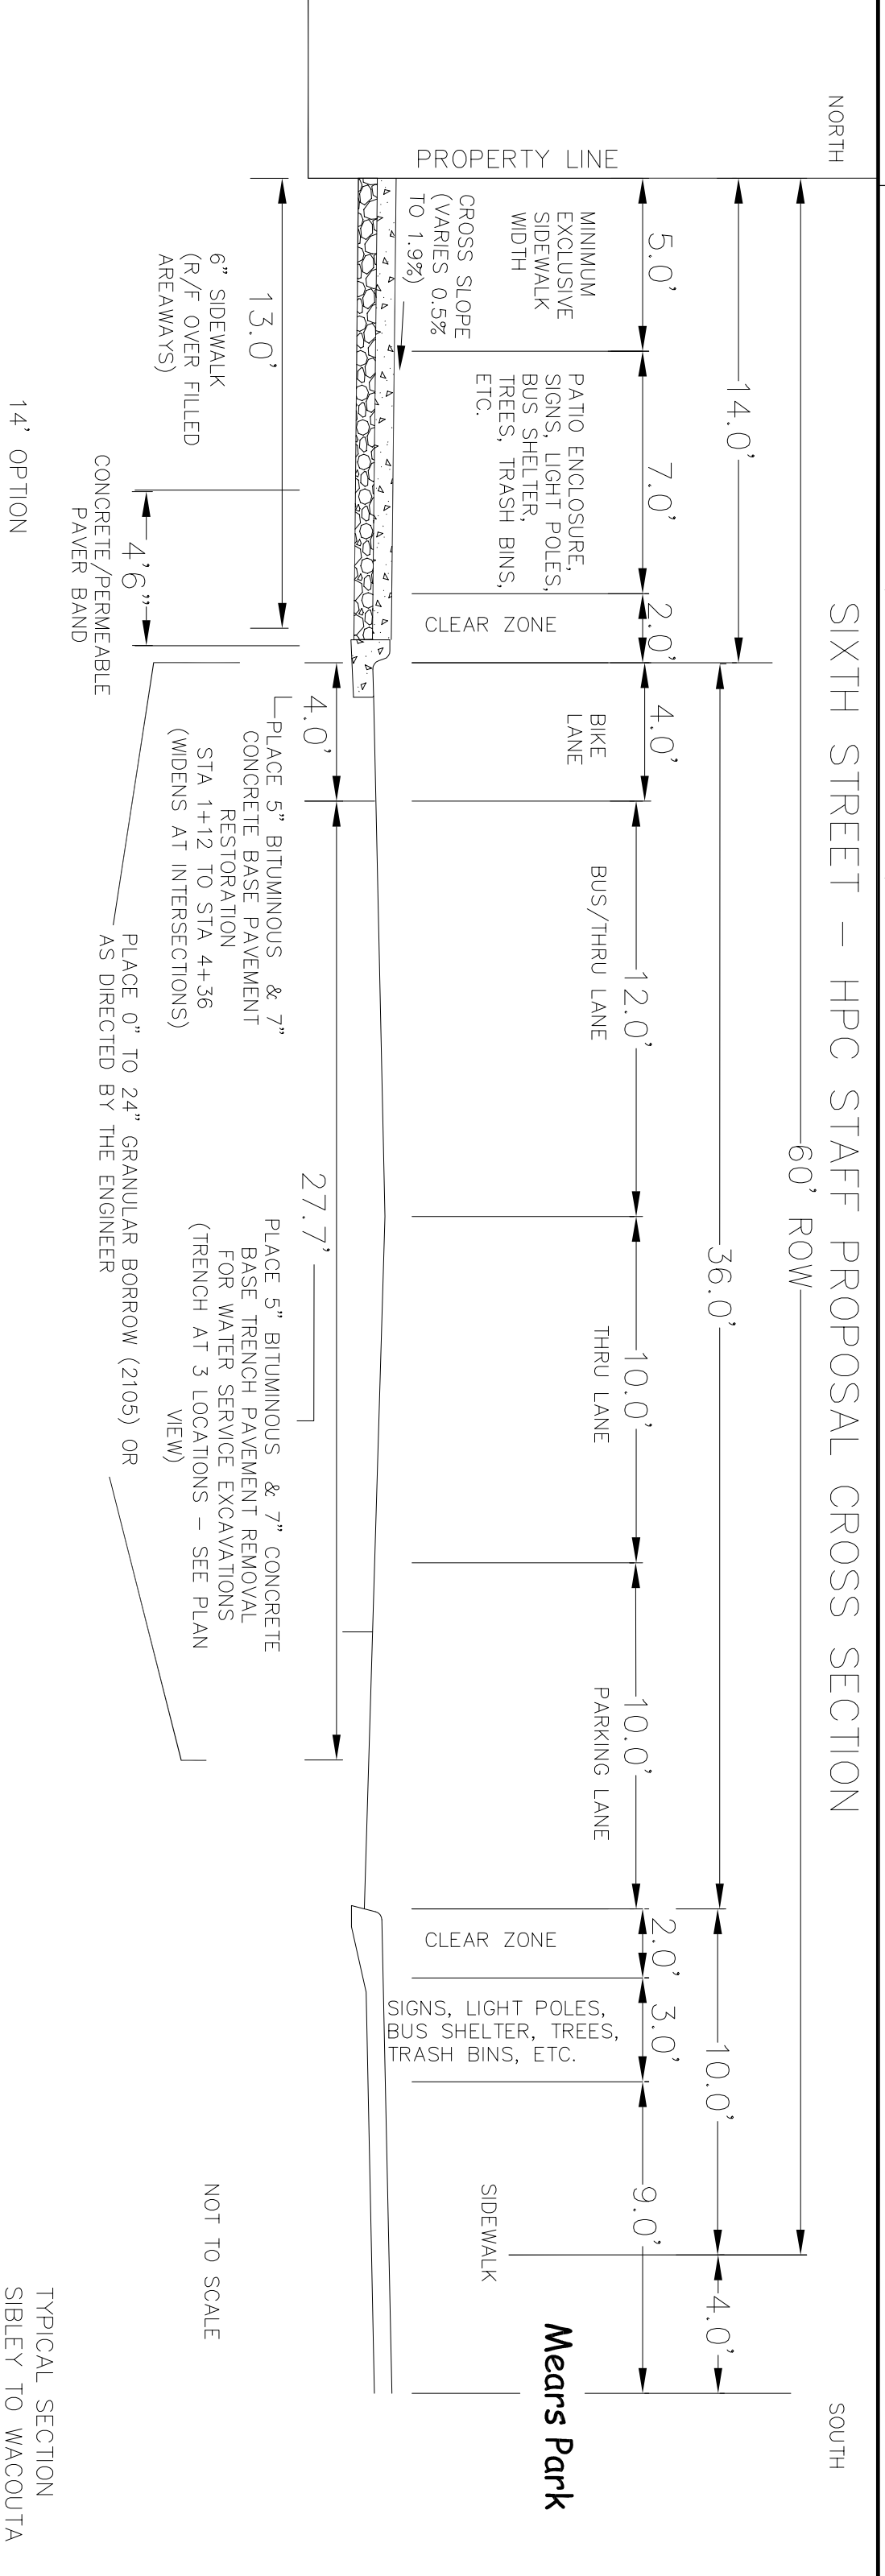 SIXTH STREET – HPC STAFF PROPOSAL CROSS SECTION
NORTH
SOUTH
60' ROW
14.0'
36.0'
10.0'
4.0'
5.0'
7.0'
2.0'
4.0'
12.0'
10.0'
10.0'
2.0'
3.0'
9.0'
PROPERTY LINE
MINIMUM
EXCLUSIVE
SIDEWALK
WIDTH
PATIO ENCLOSURE,
SIGNS, LIGHT POLES,
BUS SHELTER,
TREES, TRASH BINS,
ETC.
CLEAR ZONE
BIKE
LANE
BUS/THRU LANE
THRU LANE
PARKING LANE
CLEAR ZONE
SIGNS, LIGHT POLES,
BUS SHELTER, TREES,
TRASH BINS, ETC.
SIDEWALK
Mears Park
CROSS SLOPE
(VARIES 0.5%
TO 1.9%)
13.0'
4.0'
27.7'
6" SIDEWALK
(R/F OVER FILLED
AREAWAYS)
4'6"
CONCRETE/PERMEABLE
PAVER BAND
PLACE 5" BITUMINOUS & 7"
CONCRETE BASE PAVEMENT
RESTORATION
STA 1+12 TO STA 4+36
(WIDENS AT INTERSECTIONS)
PLACE 5" BITUMINOUS & 7" CONCRETE
BASE TRENCH PAVEMENT REMOVAL
FOR WATER SERVICE EXCAVATIONS
(TRENCH AT 3 LOCATIONS – SEE PLAN
VIEW)
PLACE 0" TO 24" GRANULAR BORROW (2105) OR
AS DIRECTED BY THE ENGINEER
14' OPTION
NOT TO SCALE
TYPICAL SECTION
SIBLEY TO WACOUTA